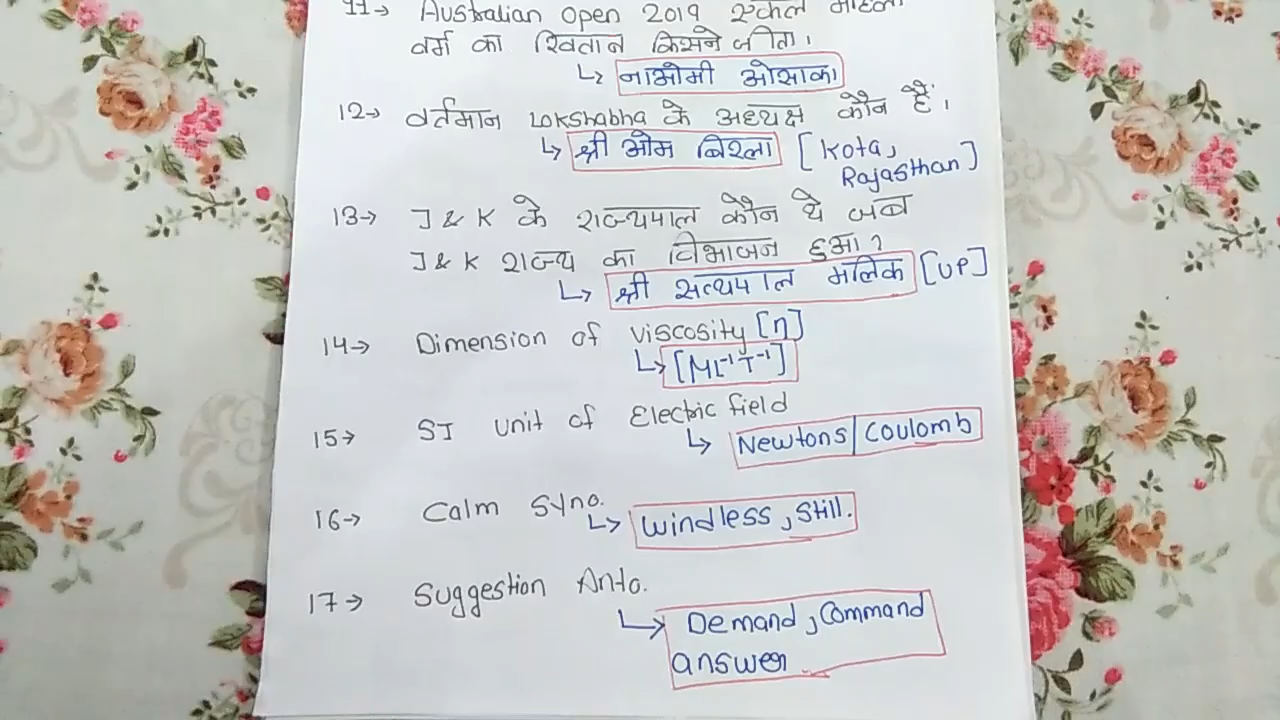 11→ Australian Open 2019 एकल महिला
वर्ग का खिताब किसने जीता।
↳ नाओमी ओसाका
12→ वर्तमान Lokshabha के अध्यक्ष कौन हैं।
↳ श्री ओम बिरला [Kota,
Rajasthan]
13→ J & K के राज्यपाल कौन थे जब
J & K राज्य का विभाजन हुआ?
↳ श्री सत्यपाल मलिक [UP]
14→ Dimension of viscosity [η]
↳ [ML⁻¹T⁻¹]
15→ SI unit of Electric field
↳ Newtons/Coulomb
16→ Calm Syno.
↳ Windless, Still.
17→ Suggestion Anto.
↳ Demand, Command
answer